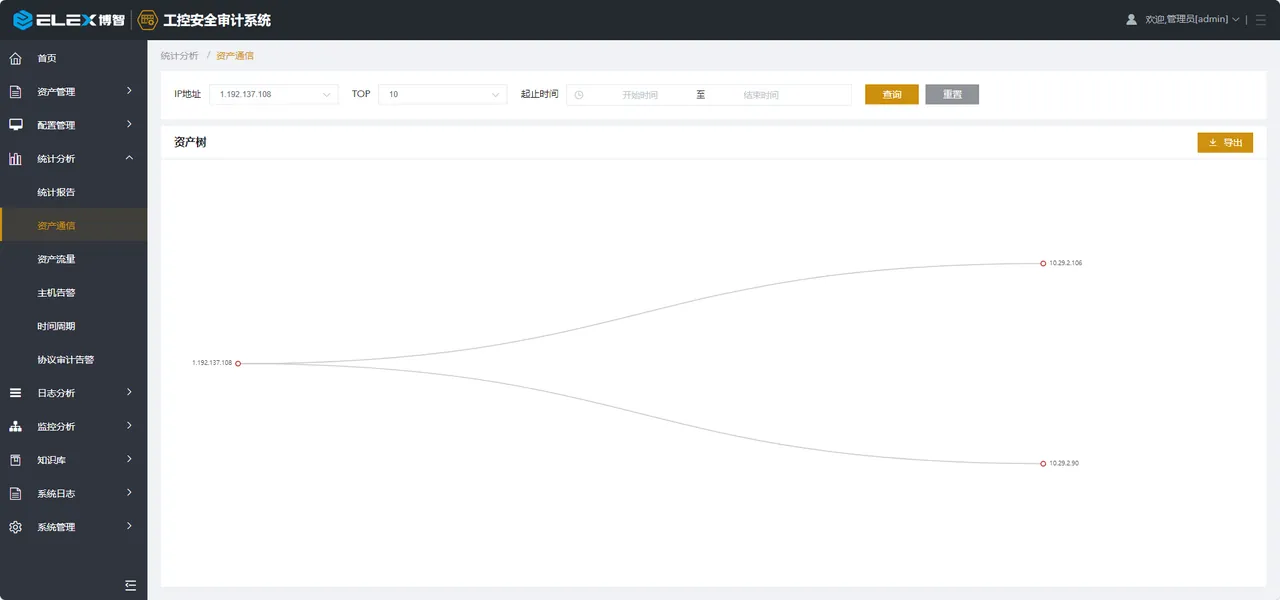 ELEX博智 工控安全审计系统
欢迎,管理员[admin]
首页
资产管理
配置管理
统计分析
统计报告
资产通信
资产流量
主机告警
时间周期
协议审计告警
日志分析
监控分析
知识库
系统日志
系统管理
统计分析 / 资产通信
IP地址 1.192.137.108 TOP 10 起止时间 开始时间 至 结束时间 查询 重置
资产树 导出
10.29.2.106
1.192.137.108
10.29.2.90